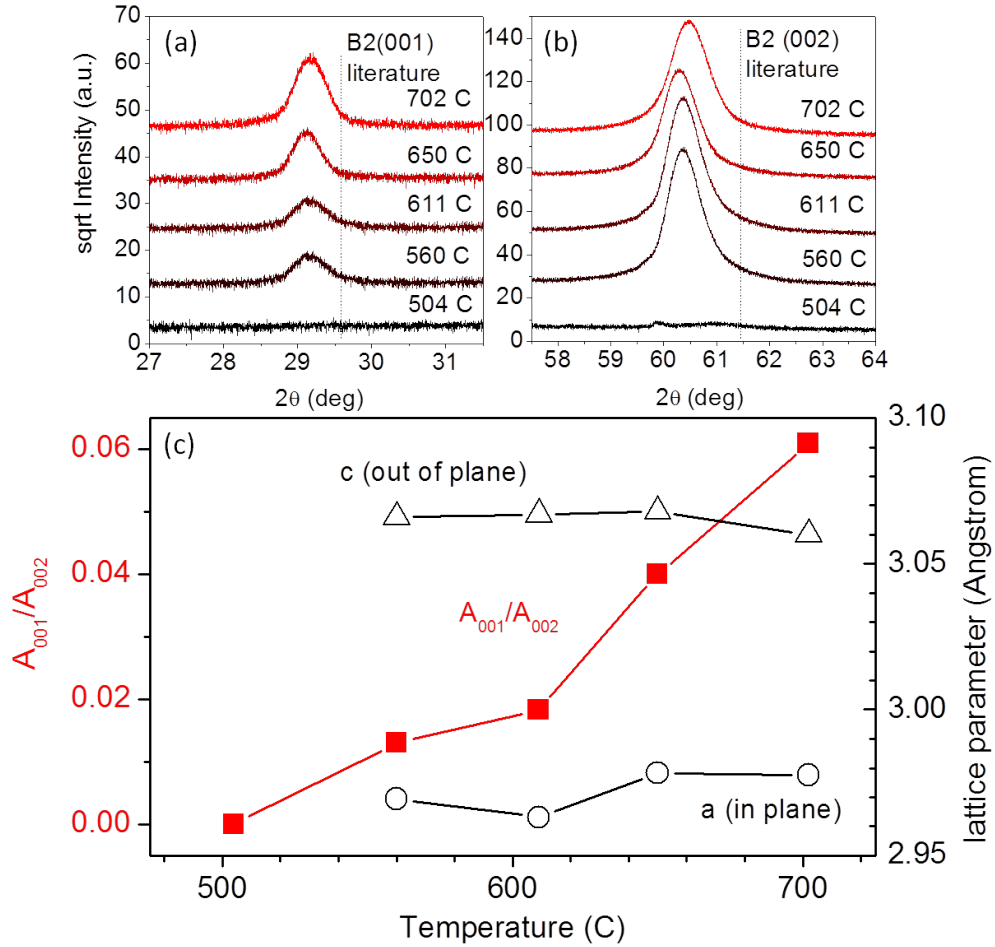 (a)
B2(001)
literature
702 C
650 C
611 C
560 C
504 C
sqrt Intensity (a.u.)
70
60
50
40
30
20
10
0
27 28 29 30 31
2θ (deg)
(b)
B2 (002)
literature
702 C
650 C
611 C
560 C
504 C
140
120
100
80
60
40
20
0
58 59 60 61 62 63 64
2θ (deg)
(c)
c (out of plane)
A001/A002
a (in plane)
A001/A002
0.06
0.04
0.02
0.00
3.10
3.05
3.00
2.95
lattice parameter (Angstrom)
500 600 700
Temperature (C)